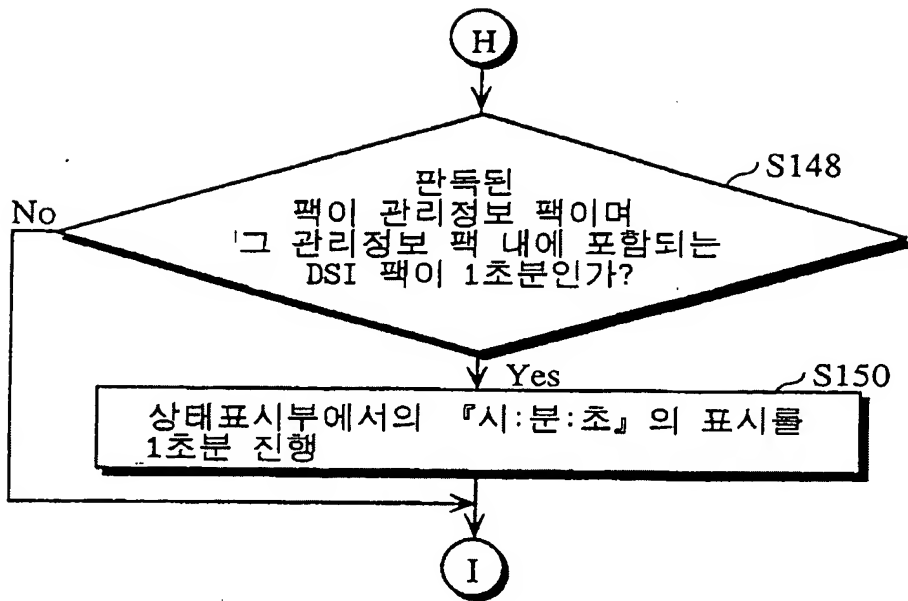 H
S148
판독된
팩이 관리정보 팩이며
그 관리정보 팩 내에 포함되는
DSI 팩이 1초분인가?
No
Yes
S150
상태표시부에서의 『시:분:초』의 표시를
1초분 진행
I